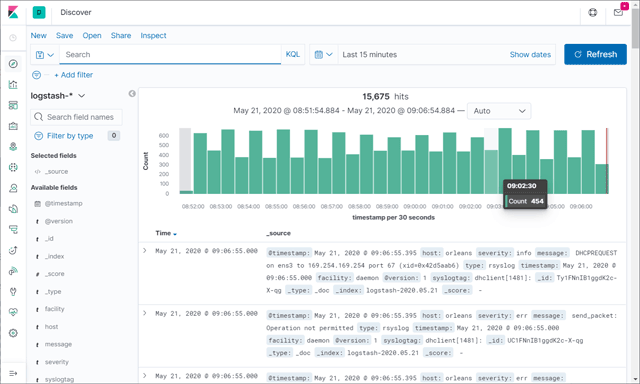 D Discover
New Save Open Share Inspect
Search KQL Last 15 minutes Show dates Refresh
+ Add filter
logstash-*
Search field names
Filter by type 0
Selected fields
_source
Available fields
@timestamp
@version
_id
_index
_score
_type
facility
host
message
severity
syslogtag
15,675 hits
May 21, 2020 @ 08:51:54.884 - May 21, 2020 @ 09:06:54.884 — Auto
Count
600
500
400
300
200
100
0
08:52:00 08:53:00 08:54:00 08:55:00 08:56:00 08:57:00 08:58:00 08:59:00 09:00:00 09:01:00 09:02:00 09:03 05:00 09:06:00
09:02:30
Count 454
timestamp per 30 seconds
Time _source
May 21, 2020 @ 09:06:55.000 @timestamp: May 21, 2020 @ 09:06:55.395 host: orleans severity: info message: DHCPREQUEST
on ens3 to 169.254.169.254 port 67 (xid=0x42d5aab6) type: rsyslog timestamp: May 21, 2020 @
09:06:55.000 facility: daemon @version: 1 syslogtag: dhclient[1481]: _id: Ty1FNnIB1ggdK2c-
X-qg _type: _doc _index: logstash-2020.05.21 _score: -
May 21, 2020 @ 09:06:55.000 @timestamp: May 21, 2020 @ 09:06:55.395 host: orleans severity: err message: send_packet:
Operation not permitted type: rsyslog timestamp: May 21, 2020 @ 09:06:55.000
facility: daemon @version: 1 syslogtag: dhclient[1481]: _id: UC1FNnIB1ggdK2c-X-qg
_type: _doc _index: logstash-2020.05.21 _score: -
May 21, 2020 @ 09:06:55.000 @timestamp: May 21, 2020 @ 09:06:55.395 host: orleans severity: err message: